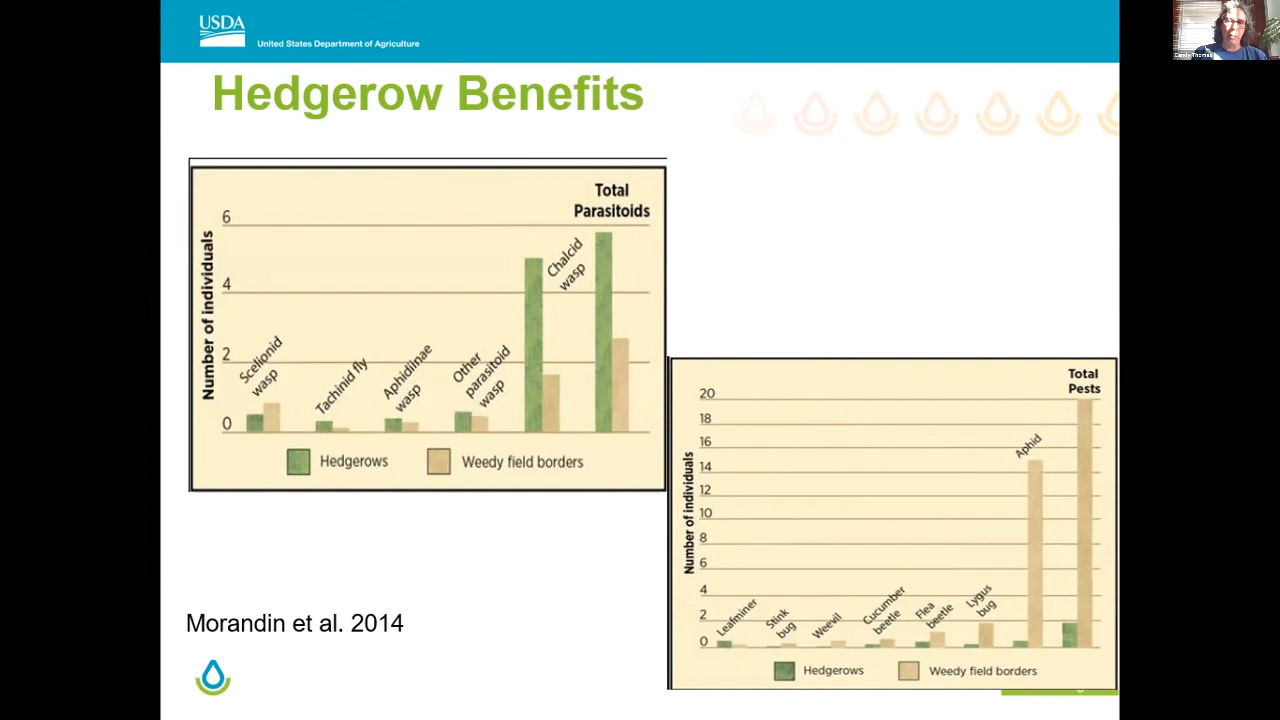 USDA
United States Department of Agriculture
Candy Thomas
Hedgerow Benefits
Total
Parasitoids
Number of individuals
6
4
2
0
Scelionid
wasp
Tachinid fly
Aphidiinae
wasp
Other
parasitoid
wasp
Chalcid
wasp
Hedgerows
Weedy field borders
Total
Pests
Number of individuals
20
18
16
14
12
10
8
6
4
2
0
Leafminer
Stink
bug
Weevil
Cucumber
beetle
Flea
beetle
Lygus
bug
Aphid
Hedgerows
Weedy field borders
Morandin et al. 2014